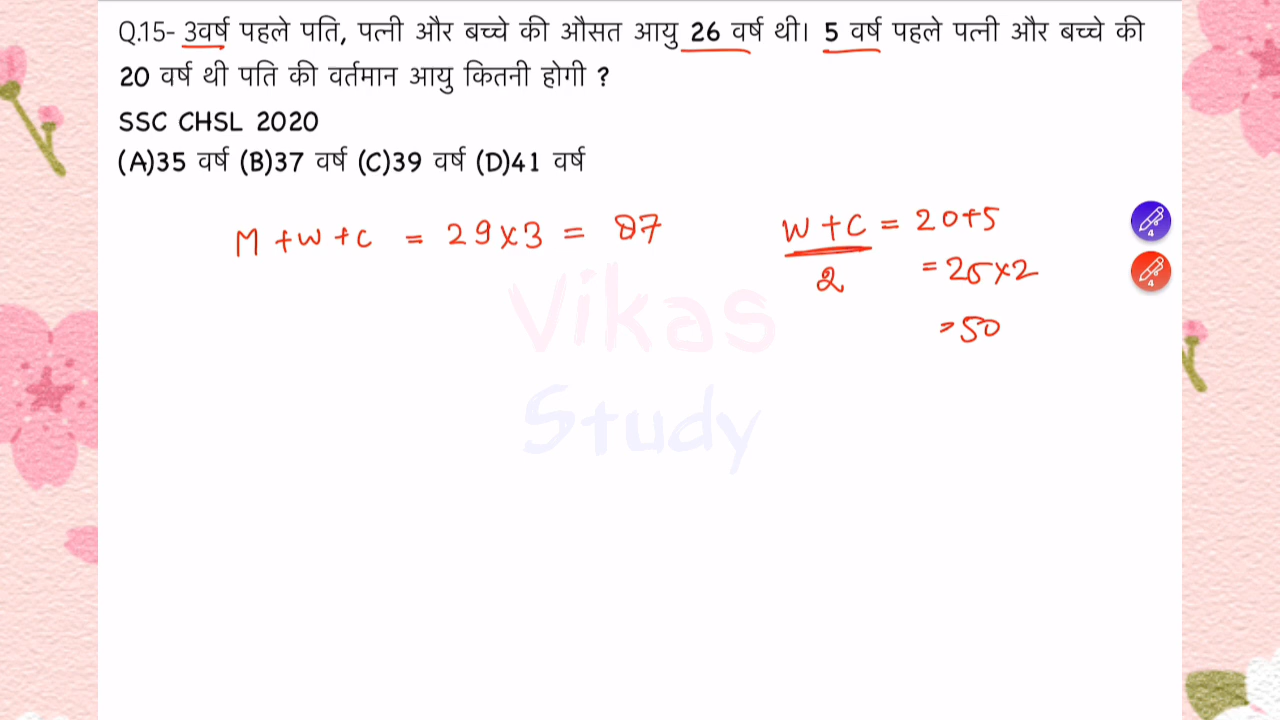 Q.15- 3वर्ष पहले पति, पत्नी और बच्चे की औसत आयु 26 वर्ष थी। 5 वर्ष पहले पत्नी और बच्चे की
20 वर्ष थी पति की वर्तमान आयु कितनी होगी ?
SSC CHSL 2020
(A)35 वर्ष (B)37 वर्ष (C)39 वर्ष (D)41 वर्ष
M + W + C = 29 x 3 = 87
W + C = 20+5
2
= 25 x 2
= 50
Vikas
Study
4
4